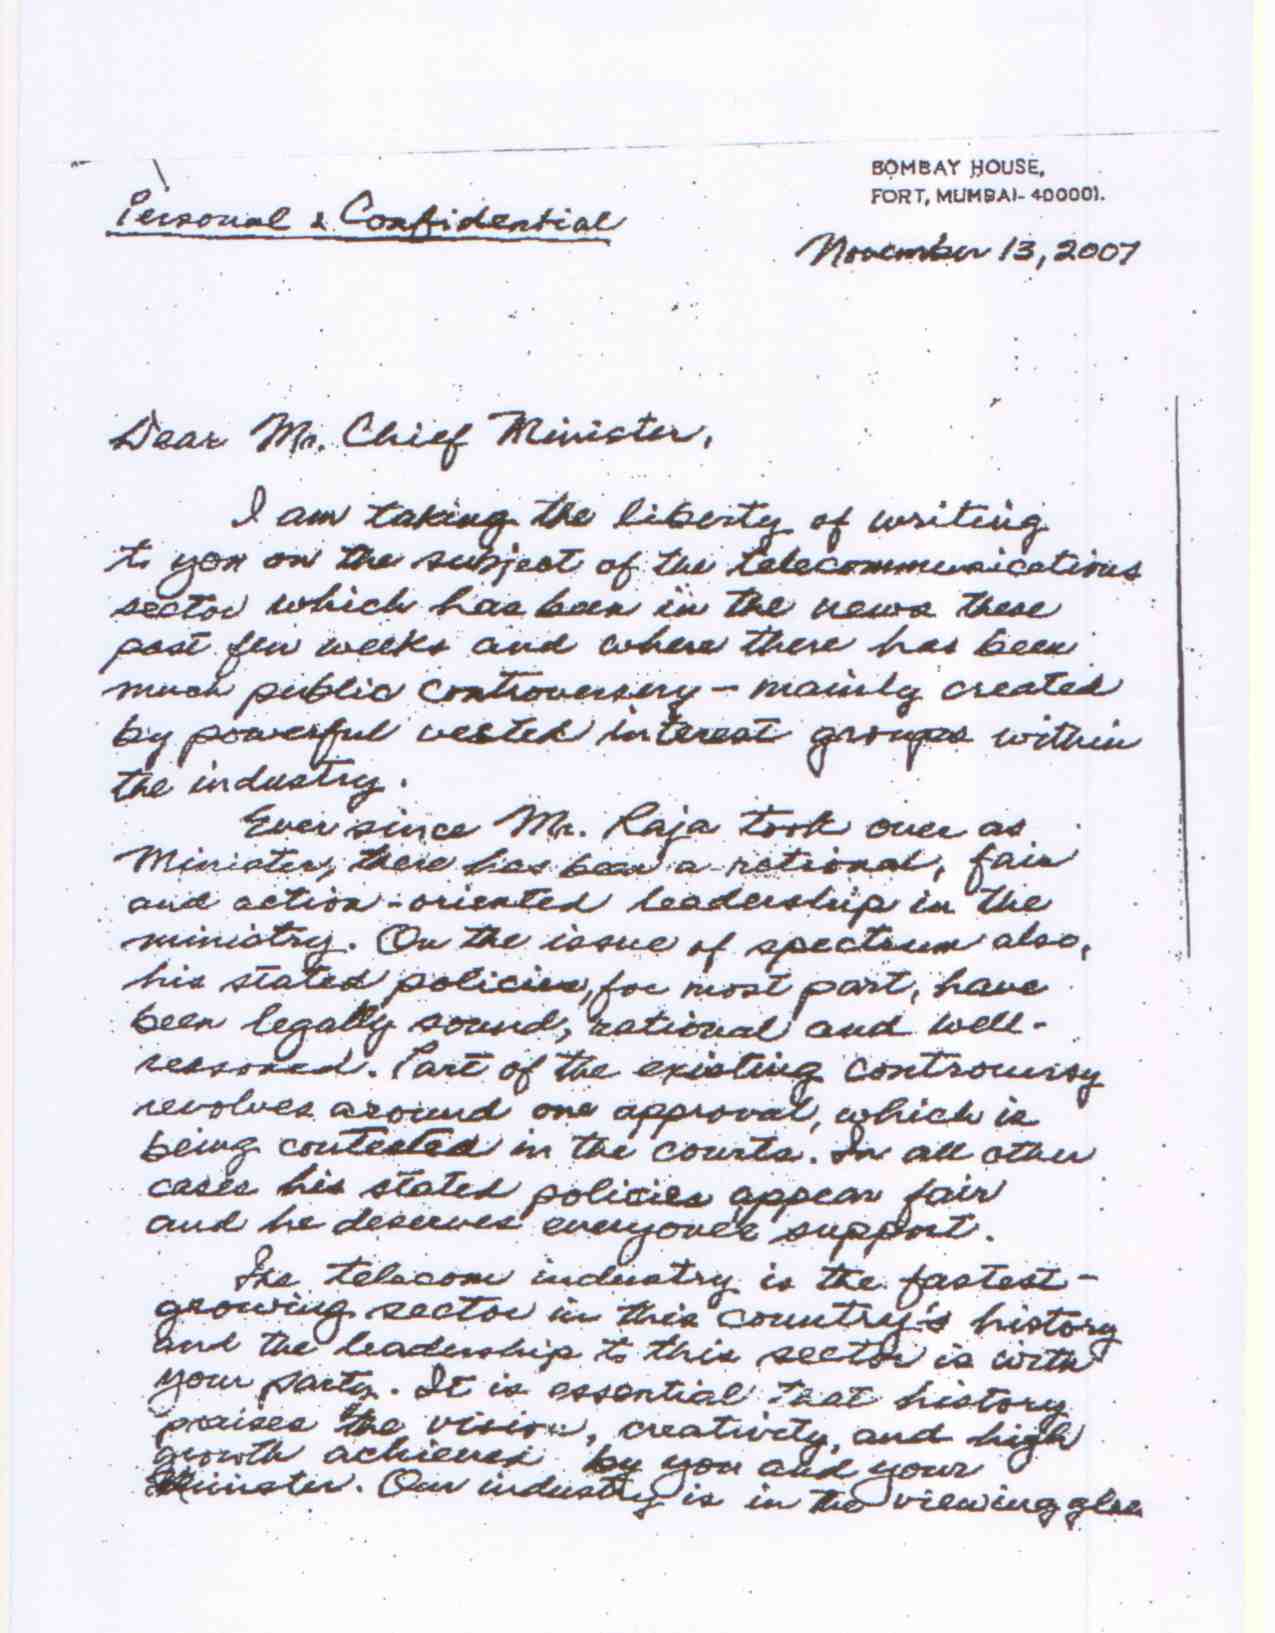 BOMBAY HOUSE,
FORT, MUMBAI- 400001.
Personal & Confidential
November 13, 2007
Dear Mr. Chief Minister,
I am taking the liberty of writing
to you on the subject of the telecommunications
sector which has been in the news these
past few weeks and where there has been
much public controversy - mainly created
by powerful vested interest groups within
the industry.
Ever since Mr. Raja took over as
Minister, there has been a rational, fair
and action-oriented leadership in the
ministry. On the issue of spectrum also,
his stated policies, for most part, have
been legally sound, rational and well-
reasoned. Part of the existing controversy
revolves around one approval, which is
being contested in the courts. In all other
cases his stated policies appear fair
and he deserves everyone's support.
The telecom industry is the fastest-
growing sector in this country's history
and the leadership to this sector is with
your party. It is essential that history
praises the vision, creativity, and high
growth achieved by you and your
Minister. Our industry is in the viewing glass